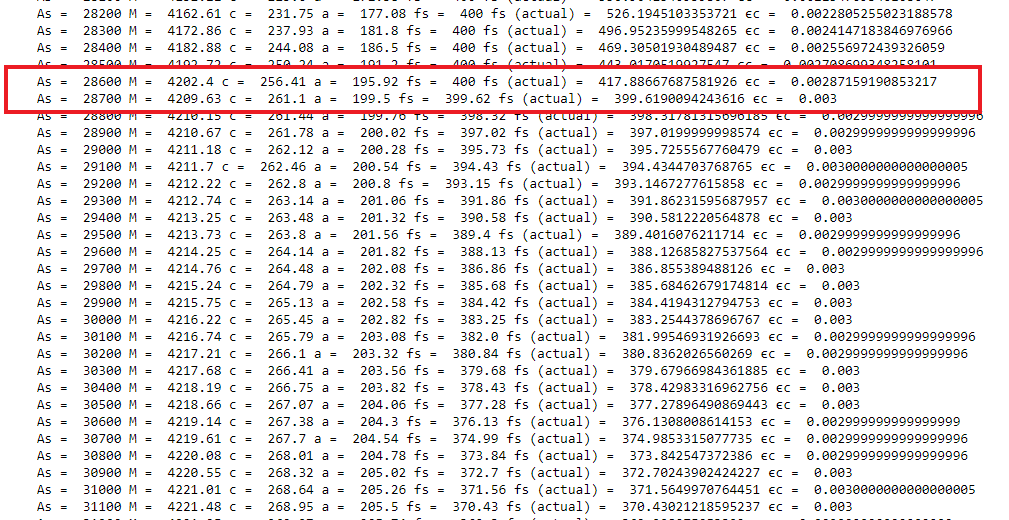 As =  28200 M =  4162.61 c =  231.75 a =  177.08 fs =  400 fs (actual) =  526.1945103353721 ϵc =  0.0022805255023188578
As =  28300 M =  4172.86 c =  237.93 a =  181.8 fs =  400 fs (actual) =  496.95235999548265 ϵc =  0.0024147183846976966
As =  28400 M =  4182.88 c =  244.08 a =  186.5 fs =  400 fs (actual) =  469.30501930489487 ϵc =  0.002556972439326059
As =  28500 M =  4192.72 c =  250.24 a =  191.2 fs =  400 fs (actual) =
As =  28600 M =  4202.4 c =  256.41 a =  195.92 fs =  400 fs (actual) =  417.88667687581926 ϵc =  0.00287159190853217
As =  28700 M =  4209.63 c =  261.1 a =  199.5 fs =  399.62 fs (actual) =  399.6190094243616 ϵc =  0.003
As =  28800 M =  4210.15 c =  261.44 a =  199.76 fs =  398.32 fs (actual) =  398.31781315696185 ϵc =  0.0029999999999999996
As =  28900 M =  4210.67 c =  261.78 a =  200.02 fs =  397.02 fs (actual) =  397.0199999998574 ϵc =  0.0029999999999999996
As =  29000 M =  4211.18 c =  262.12 a =  200.28 fs =  395.73 fs (actual) =  395.7255567760479 ϵc =  0.003
As =  29100 M =  4211.7 c =  262.46 a =  200.54 fs =  394.43 fs (actual) =  394.4344703768765 ϵc =  0.0030000000000000005
As =  29200 M =  4212.22 c =  262.8 a =  200.8 fs =  393.15 fs (actual) =  393.1467277615858 ϵc =  0.0029999999999999996
As =  29300 M =  4212.74 c =  263.14 a =  201.06 fs =  391.86 fs (actual) =  391.86231595687957 ϵc =  0.0030000000000000005
As =  29400 M =  4213.25 c =  263.48 a =  201.32 fs =  390.58 fs (actual) =  390.5812220564878 ϵc =  0.003
As =  29500 M =  4213.73 c =  263.8 a =  201.56 fs =  389.4 fs (actual) =  389.4016076211714 ϵc =  0.0029999999999999996
As =  29600 M =  4214.25 c =  264.14 a =  201.82 fs =  388.13 fs (actual) =  388.12685827537564 ϵc =  0.0029999999999999996
As =  29700 M =  4214.76 c =  264.48 a =  202.08 fs =  386.86 fs (actual) =  386.855389488126 ϵc =  0.003
As =  29800 M =  4215.24 c =  264.79 a =  202.32 fs =  385.68 fs (actual) =  385.68462679174814 ϵc =  0.003
As =  29900 M =  4215.75 c =  265.13 a =  202.58 fs =  384.42 fs (actual) =  384.4194312794753 ϵc =  0.003
As =  30000 M =  4216.22 c =  265.45 a =  202.82 fs =  383.25 fs (actual) =  383.2544378696767 ϵc =  0.003
As =  30100 M =  4216.74 c =  265.79 a =  203.08 fs =  382.0 fs (actual) =  381.99546931926693 ϵc =  0.0029999999999999996
As =  30200 M =  4217.21 c =  266.1 a =  203.32 fs =  380.84 fs (actual) =  380.8362026560269 ϵc =  0.0029999999999999996
As =  30300 M =  4217.68 c =  266.41 a =  203.56 fs =  379.68 fs (actual) =  379.67966984361885 ϵc =  0.003
As =  30400 M =  4218.19 c =  266.75 a =  203.82 fs =  378.43 fs (actual) =  378.42983316962756 ϵc =  0.003
As =  30500 M =  4218.66 c =  267.07 a =  204.06 fs =  377.28 fs (actual) =  377.27896490869443 ϵc =  0.003
As =  30600 M =  4219.14 c =  267.38 a =  204.3 fs =  376.13 fs (actual) =  376.1308008614153 ϵc =  0.002999999999999999
As =  30700 M =  4219.61 c =  267.7 a =  204.54 fs =  374.99 fs (actual) =  374.9853315077735 ϵc =  0.0029999999999999996
As =  30800 M =  4220.08 c =  268.01 a =  204.78 fs =  373.84 fs (actual) =  373.842547372386 ϵc =  0.0029999999999999996
As =  30900 M =  4220.55 c =  268.32 a =  205.02 fs =  372.7 fs (actual) =  372.70243902424227 ϵc =  0.003
As =  31000 M =  4221.01 c =  268.64 a =  205.26 fs =  371.56 fs (actual) =  371.5649970764451 ϵc =  0.0030000000000000005
As =  31100 M =  4221.48 c =  268.95 a =  205.5 fs =  370.43 fs (actual) =  370.43021218595237 ϵc =  0.003